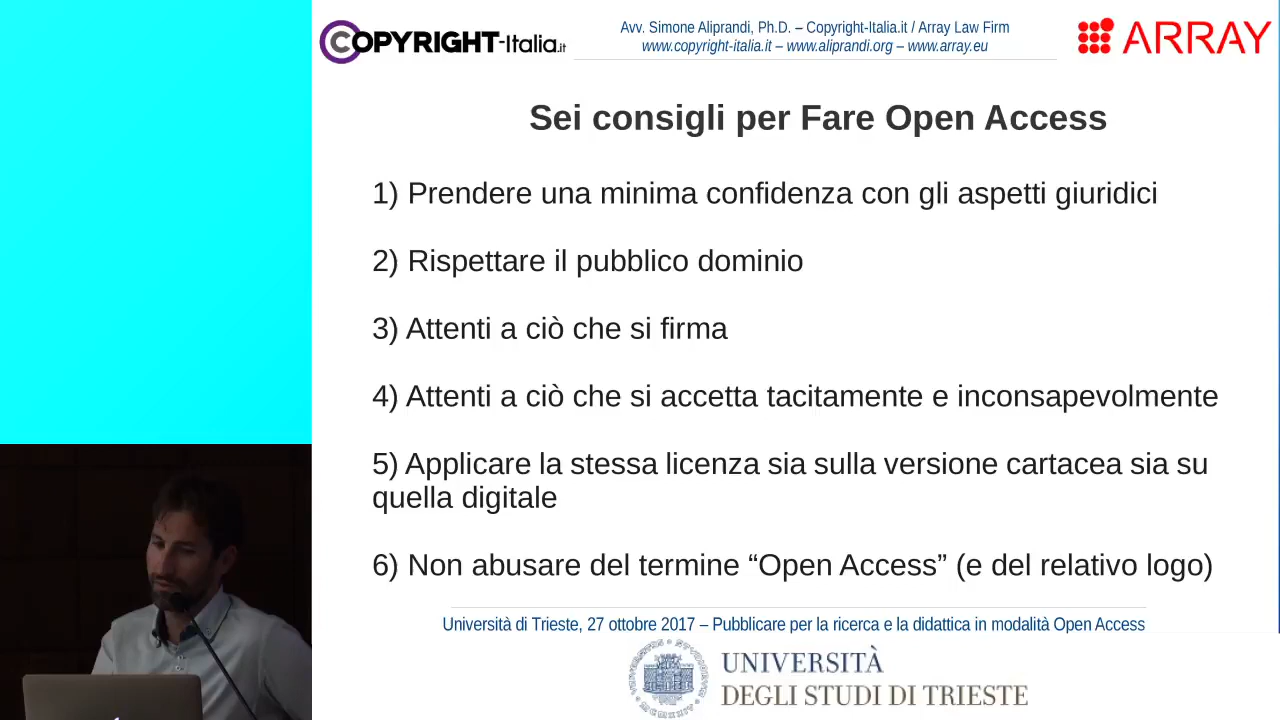 COPYRIGHT-Italia.it
Avv. Simone Aliprandi, Ph.D. – Copyright-Italia.it / Array Law Firm
www.copyright-italia.it – www.aliprandi.org – www.array.eu
ARRAY
Sei consigli per Fare Open Access
1) Prendere una minima confidenza con gli aspetti giuridici
2) Rispettare il pubblico dominio
3) Attenti a ciò che si firma
4) Attenti a ciò che si accetta tacitamente e inconsapevolmente
5) Applicare la stessa licenza sia sulla versione cartacea sia su
quella digitale
6) Non abusare del termine “Open Access” (e del relativo logo)
Università di Trieste, 27 ottobre 2017 – Pubblicare per la ricerca e la didattica in modalità Open Access
UNIVERSITÀ
DEGLI STUDI DI TRIESTE